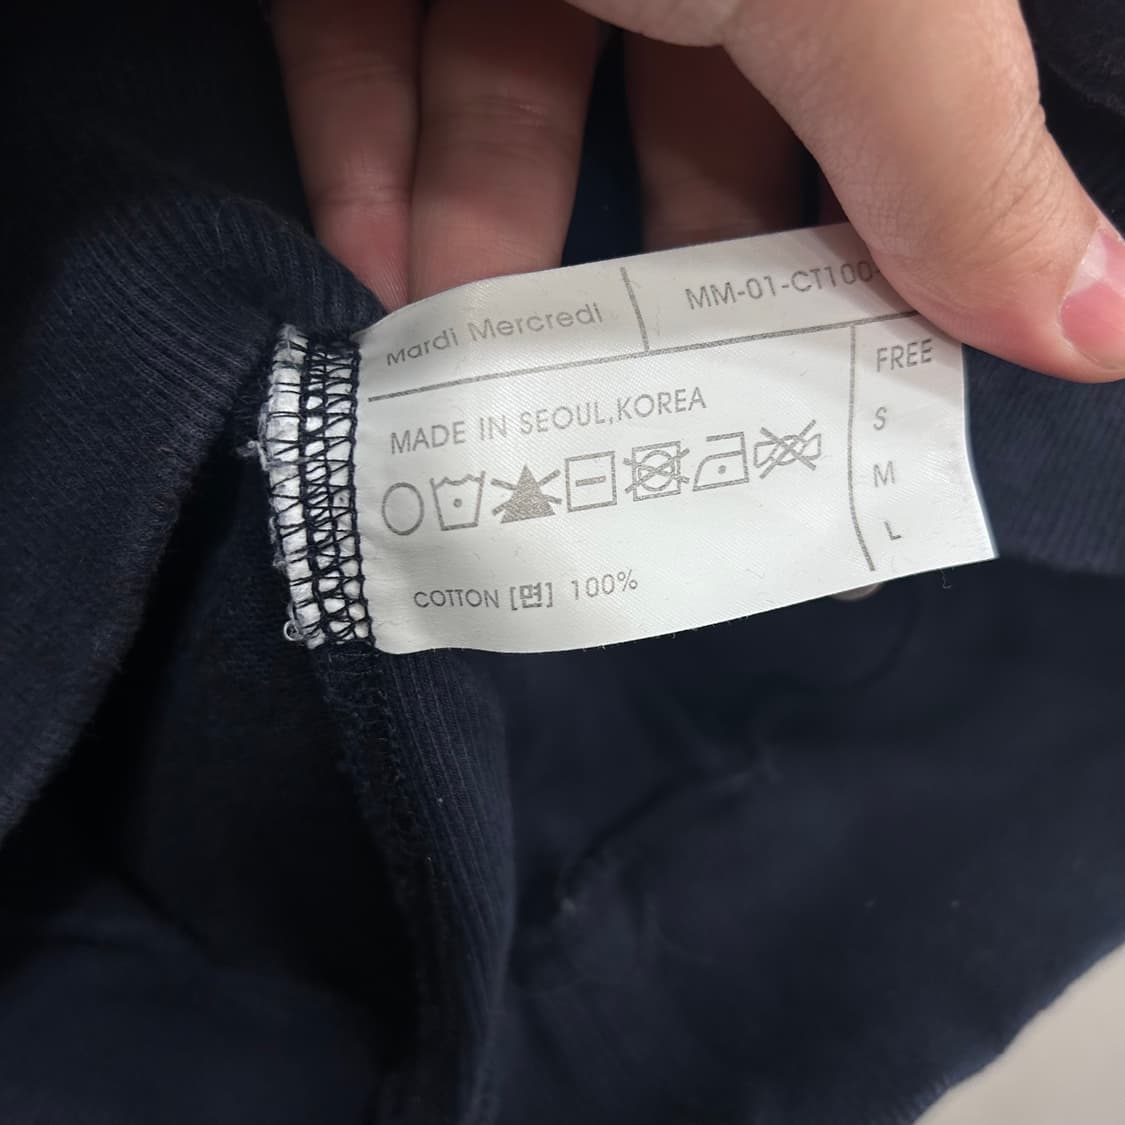 Mardi Mercredi
MM-01-CT100-
MADE IN SEOUL,KOREA
FREE
S
M
L
COTTON [면] 100%